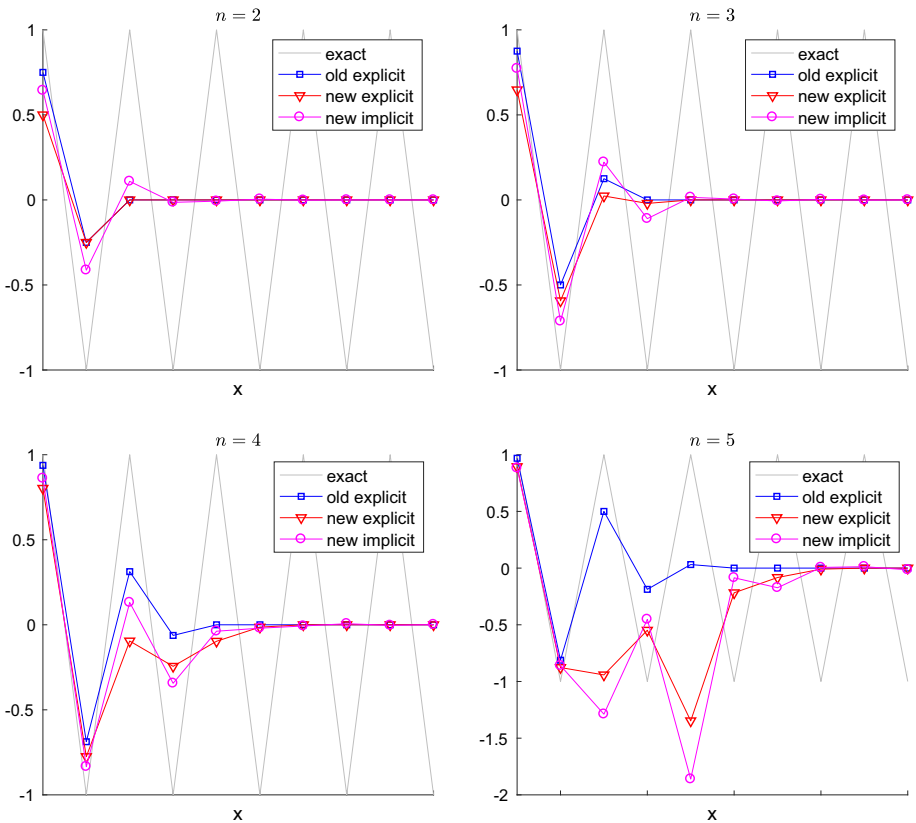 n = 2
1
0.5
0
-0.5
-1
exact
old explicit
new explicit
new implicit
x
n = 3
1
0.5
0
-0.5
-1
exact
old explicit
new explicit
new implicit
x
n = 4
1
0.5
0
-0.5
-1
exact
old explicit
new explicit
new implicit
x
n = 5
1
0.5
0
-0.5
-1
-1.5
-2
exact
old explicit
new explicit
new implicit
x